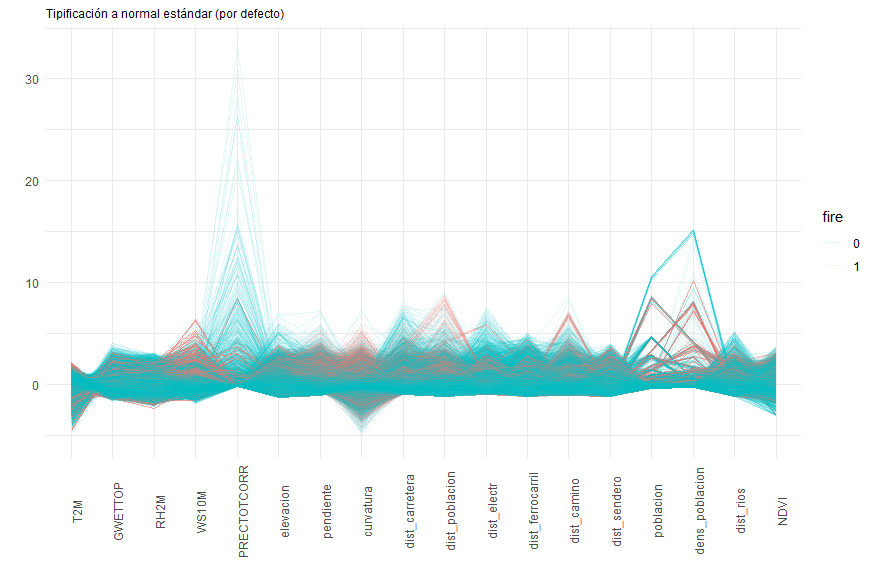 Tipificación a normal estándar (por defecto)
30
20
10
0
fire
0
1
T2M
GWETTOP
RH2M
WS10M
PRECTOTCORR
elevacion
pendiente
curvatura
dist_carretera
dist_poblacion
dist_electr
dist_ferrocarril
dist_camino
dist_sendero
poblacion
dens_poblacion
dist_rios
NDVI